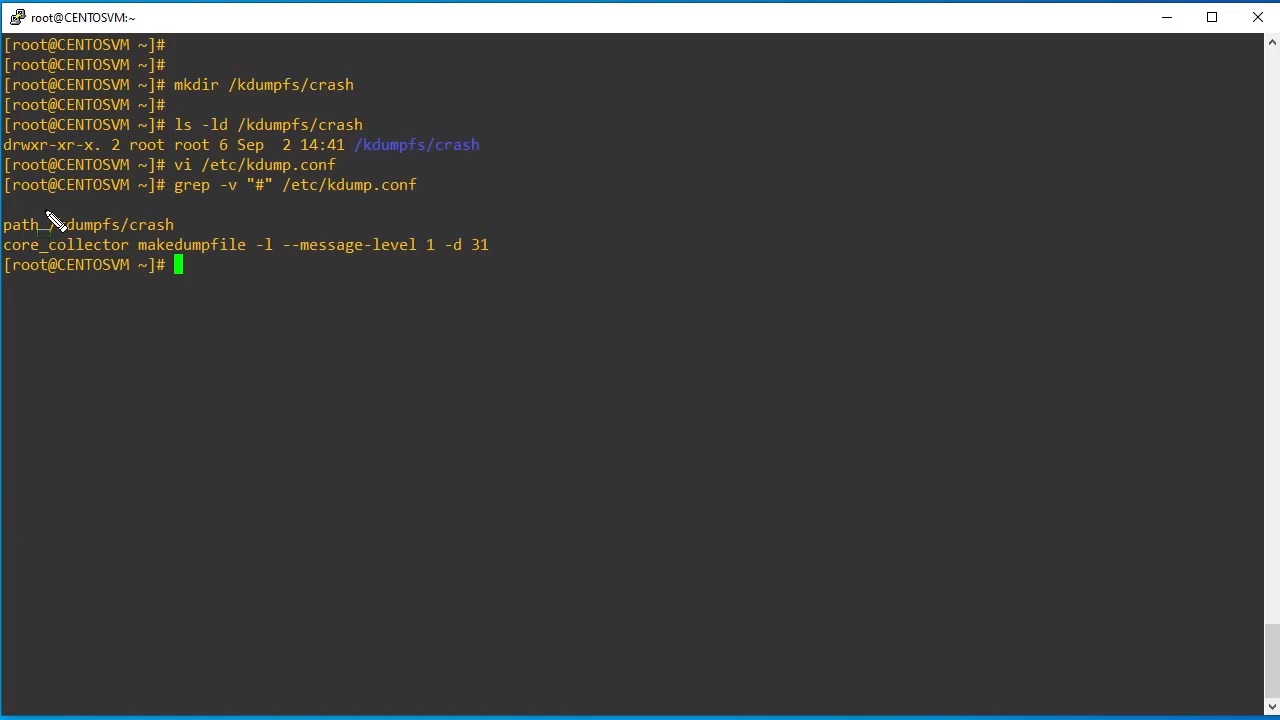 root@CENTOSVM:~
[root@CENTOSVM ~]#
[root@CENTOSVM ~]#
[root@CENTOSVM ~]# mkdir /kdumpfs/crash
[root@CENTOSVM ~]#
[root@CENTOSVM ~]# ls -ld /kdumpfs/crash
drwxr-xr-x. 2 root root 6 Sep  2 14:41 /kdumpfs/crash
[root@CENTOSVM ~]# vi /etc/kdump.conf
[root@CENTOSVM ~]# grep -v "#" /etc/kdump.conf
path /kdumpfs/crash
core_collector makedumpfile -l --message-level 1 -d 31
[root@CENTOSVM ~]#